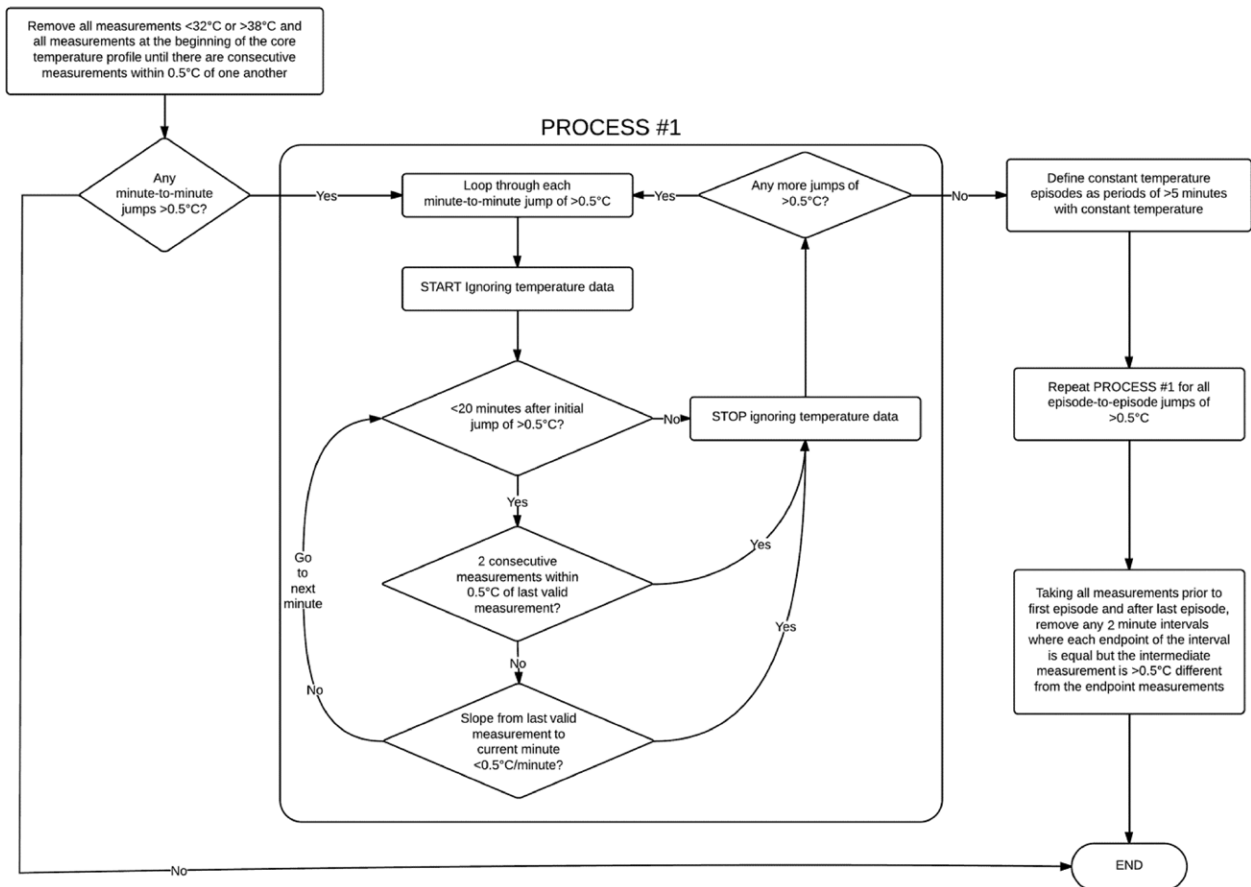 Remove all measurements <32°C or >38°C and
all measurements at the beginning of the core
temperature profile until there are consecutive
measurements within 0.5°C of one another
Any
minute-to-minute
jumps >0.5°C?
Yes
No
PROCESS #1
Loop through each
minute-to-minute jump of >0.5°C
Yes
Any more jumps of
>0.5°C?
No
START Ignoring temperature data
<20 minutes after initial
jump of >0.5°C?
No
STOP ignoring temperature data
Yes
2 consecutive
measurements within
0.5°C of last valid
measurement?
Yes
No
Slope from last valid
measurement to
current minute
<0.5°C/minute?
Yes
No
Go
to
next
minute
Define constant temperature
episodes as periods of >5 minutes
with constant temperature
Repeat PROCESS #1 for all
episode-to-episode jumps of
>0.5°C
Taking all measurements prior to
first episode and after last episode,
remove any 2 minute intervals
where each endpoint of the interval
is equal but the intermediate
measurement is >0.5°C different
from the endpoint measurements
END